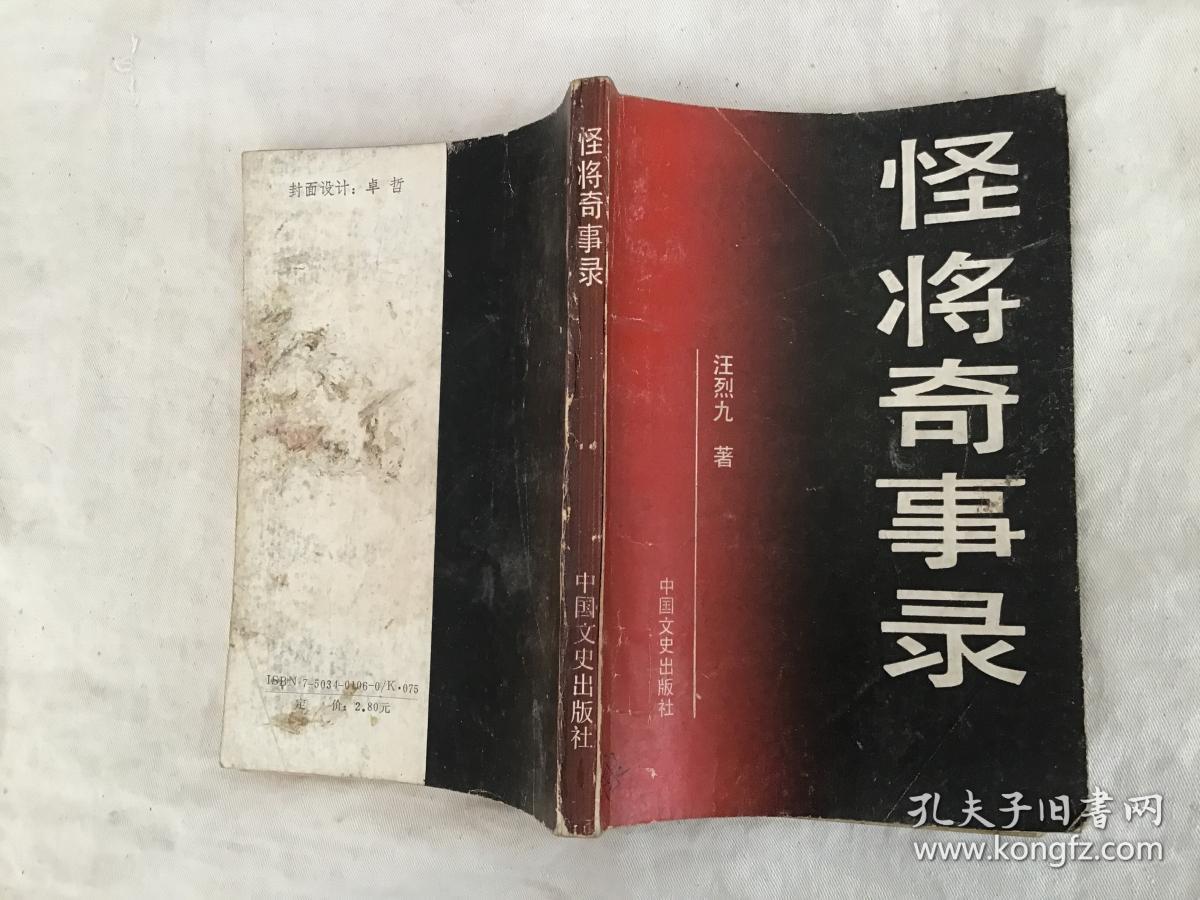 怪将奇事录
汪烈九 著
中国文史出版社
怪将奇事录
中国文史出版社
封面设计：卓 哲
ISBN 7-5034-0106-0/K·075
定 价：2.80元
孔夫子旧书网
www.kongfz.com